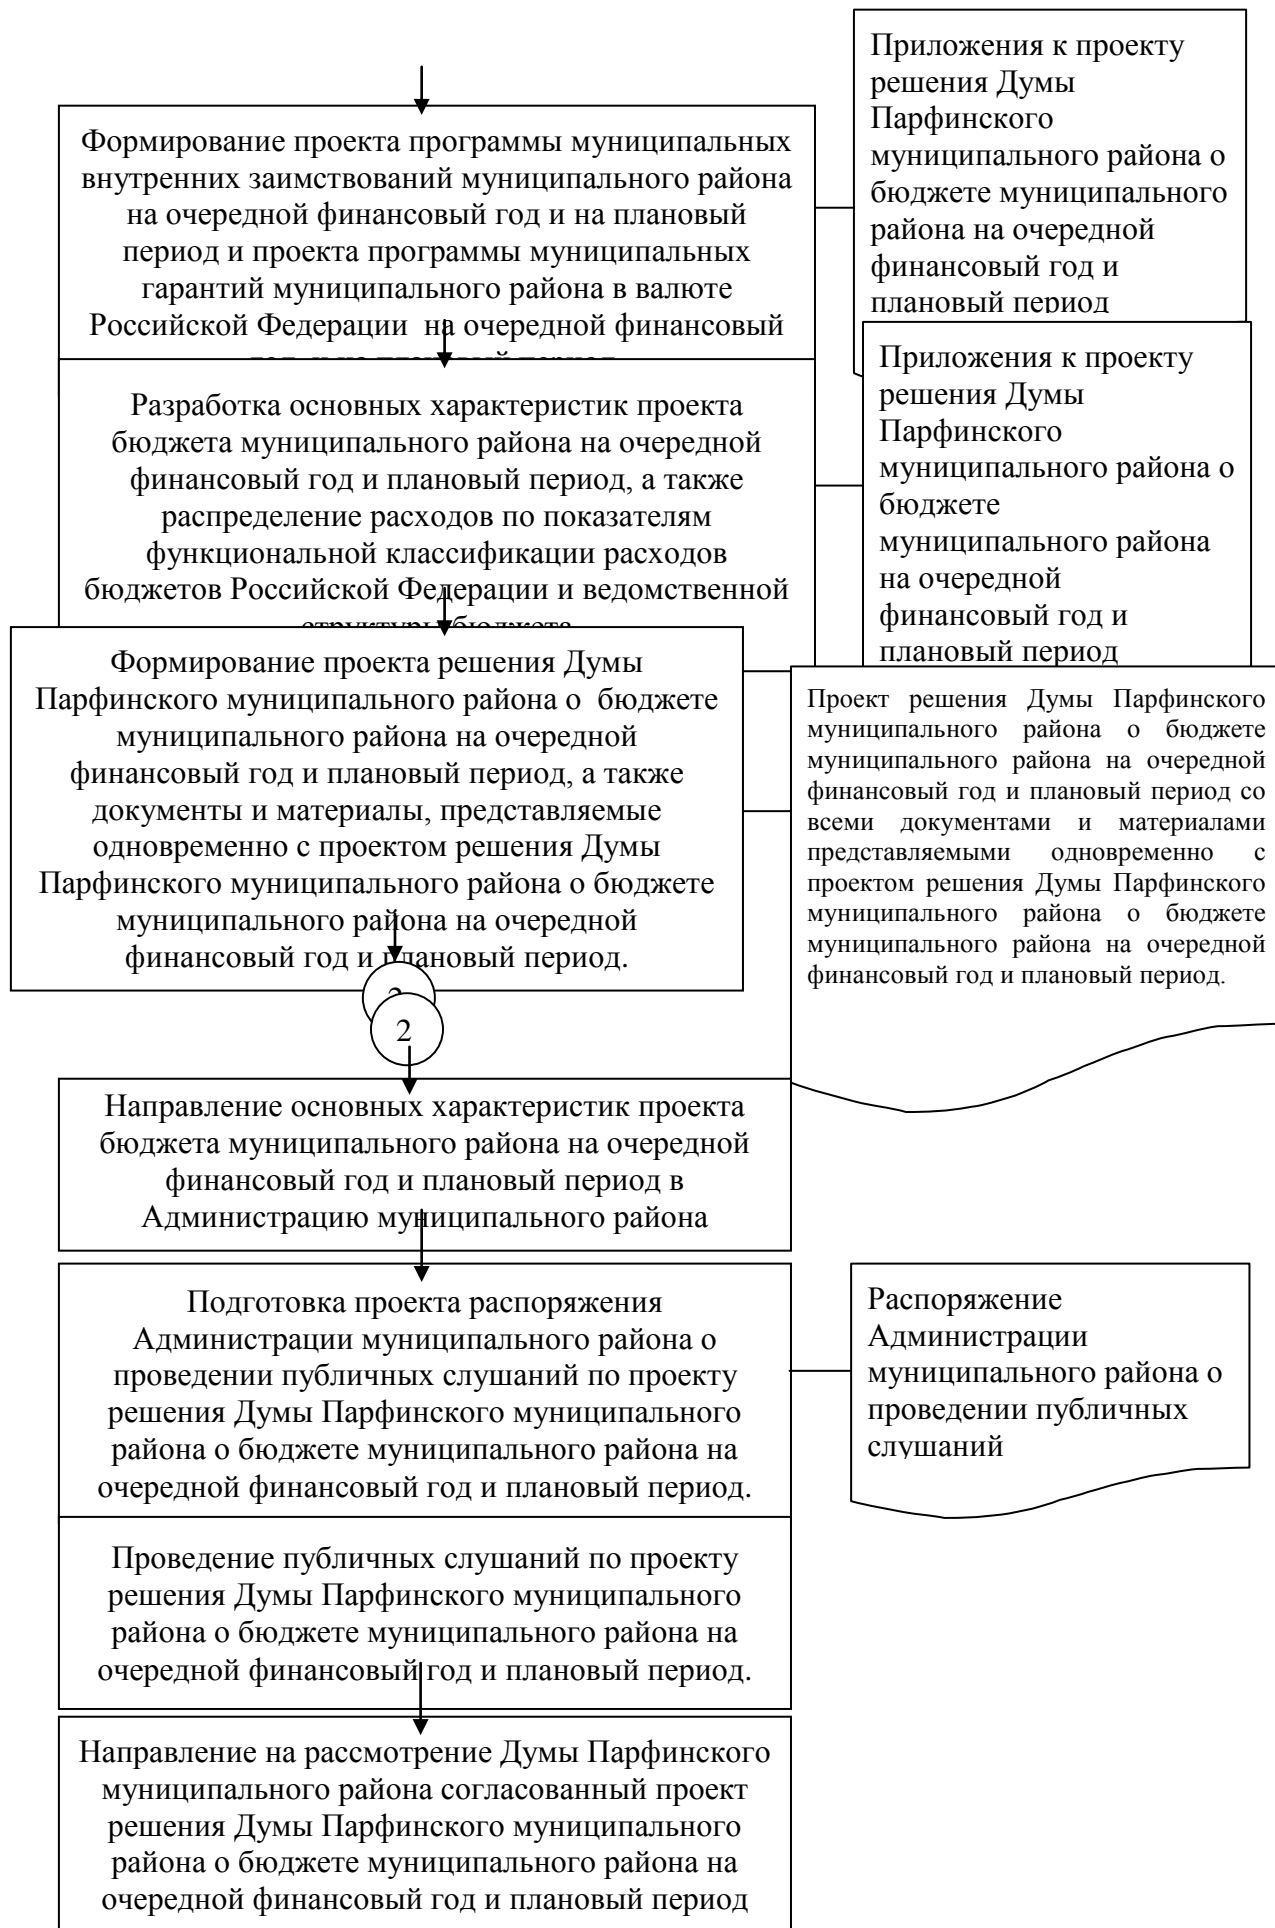 Формирование проекта программы муниципальных
внутренних заимствований муниципального района
на очередной финансовый год и на плановый
период и проекта программы муниципальных
гарантий муниципального района в валюте
Российской Федерации на очередной финансовый
год и на плановый период
Приложения к проекту
решения Думы
Парфинского
муниципального района о
бюджете муниципального
района на очередной
финансовый год и
плановый период
Разработка основных характеристик проекта
бюджета муниципального района на очередной
финансовый год и плановый период, а также
распределение расходов по показателям
функциональной классификации расходов
бюджетов Российской Федерации и ведомственной
структуры бюджета
Приложения к проекту
решения Думы
Парфинского
муниципального района о
бюджете
муниципального района
на очередной
финансовый год и
плановый период
Формирование проекта решения Думы
Парфинского муниципального района о бюджете
муниципального района на очередной
финансовый год и плановый период, а также
документы и материалы, представляемые
одновременно с проектом решения Думы
Парфинского муниципального района о бюджете
муниципального района на очередной
финансовый год и плановый период.
Проект решения Думы Парфинского
муниципального района о бюджете
муниципального района на очередной
финансовый год и плановый период со
всеми документами и материалами
представляемыми одновременно с
проектом решения Думы Парфинского
муниципального района о бюджете
муниципального района на очередной
финансовый год и плановый период.
2
Направление основных характеристик проекта
бюджета муниципального района на очередной
финансовый год и плановый период в
Администрацию муниципального района
Подготовка проекта распоряжения
Администрации муниципального района о
проведении публичных слушаний по проекту
решения Думы Парфинского муниципального
района о бюджете муниципального района на
очередной финансовый год и плановый период.
Распоряжение
Администрации
муниципального района о
проведении публичных
слушаний
Проведение публичных слушаний по проекту
решения Думы Парфинского муниципального
района о бюджете муниципального района на
очередной финансовый год и плановый период.
Направление на рассмотрение Думы Парфинского
муниципального района согласованный проект
решения Думы Парфинского муниципального
района о бюджете муниципального района на
очередной финансовый год и плановый период